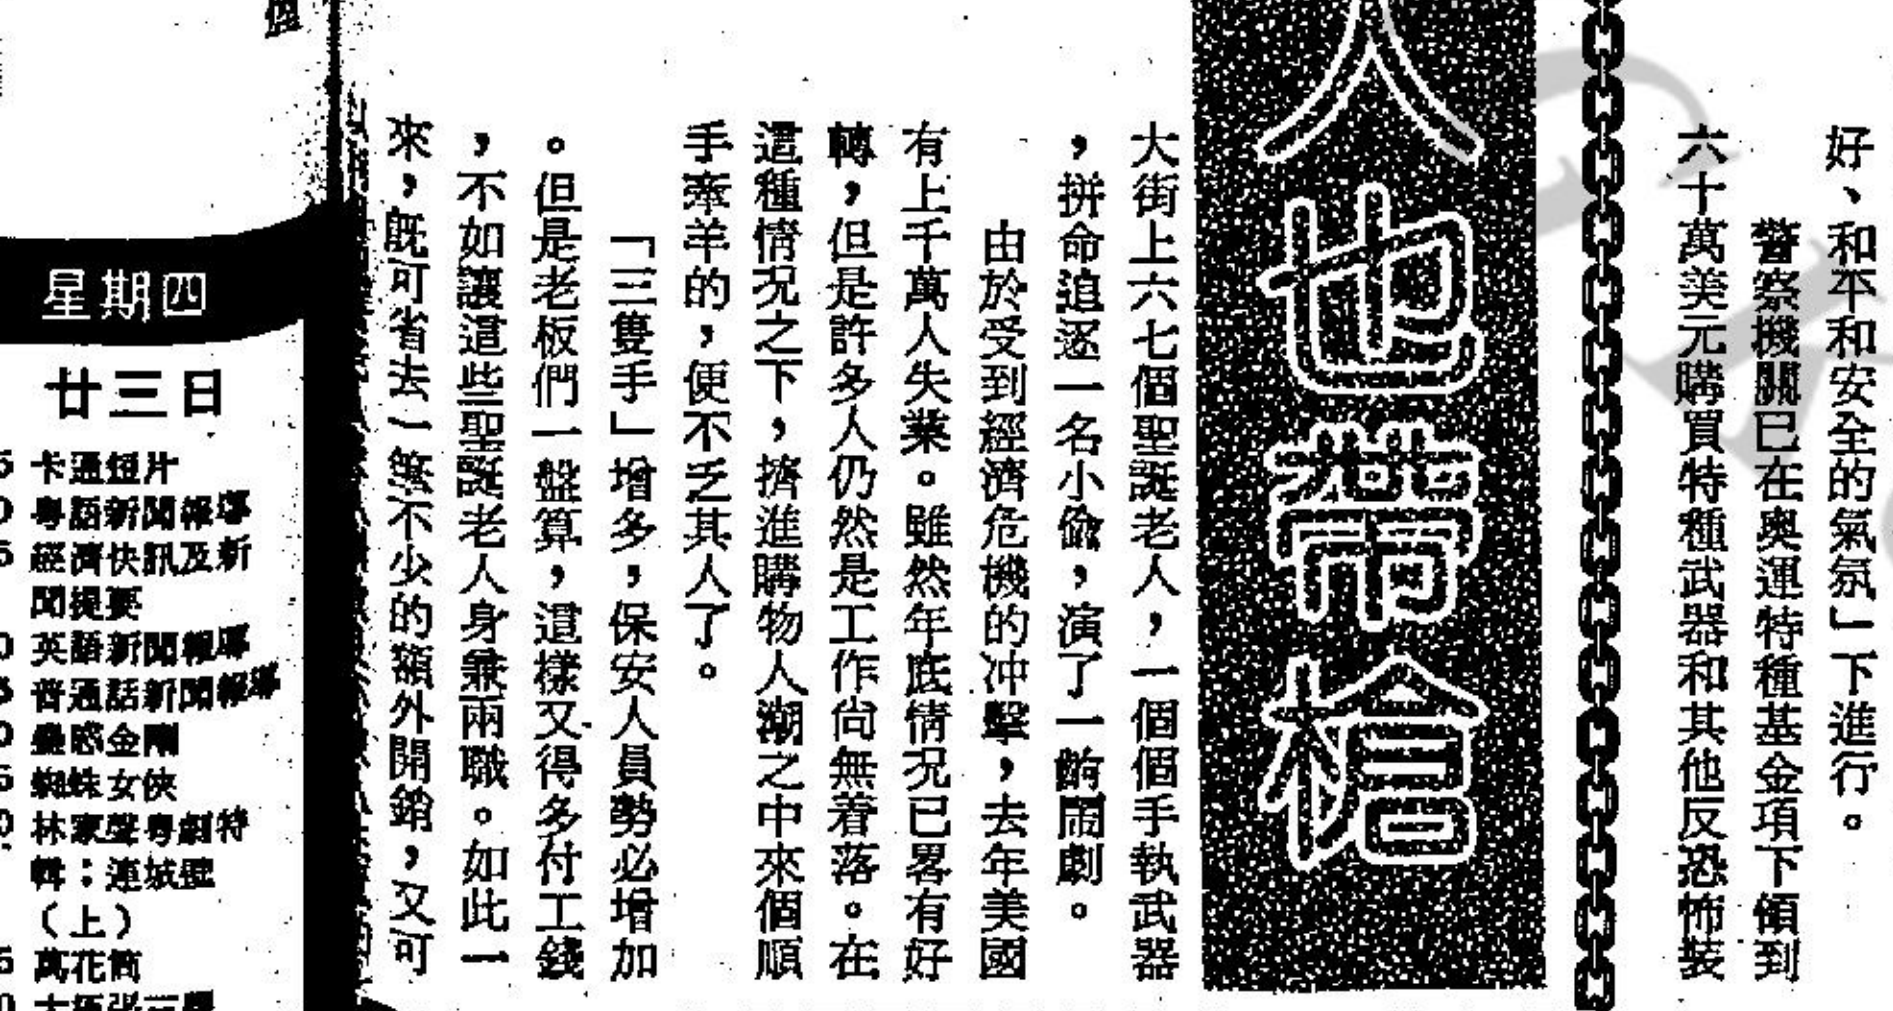 好、和平和安全的氣氛」下進行。
警察機關已在奧運特種基金項下領到
六十萬美元購買特種武器和其他反恐怖裝
人也帶槍
大街上六七個聖誕老人，一個個手執武器
，拼命追逐一名小偷，演了一齣鬧劇。
由於受到經濟危機的冲擊，去年美國
有上千萬人失業。雖然年底情况已畧有好
轉，但是許多人仍然是工作尙無着落。在
這種情况之下，擠進購物人潮之中來個順
手牽羊的，便不乏其人了。
「三隻手」增多，保安人員勢必增加
。但是老板們一盤算，這樣又得多付工錢
，不如讓這些聖誕老人身兼兩職。如此一
來，既可省去一筆不少的額外開銷，又可
星期四
廿三日
卡通短片
粵語新聞報導
經濟快訊及新
聞提要
英語新聞報導
普通話新聞報導
金剛
蜘蛛女俠
林家聲粵劇特
輯：連城璧
（上）
萬花筒